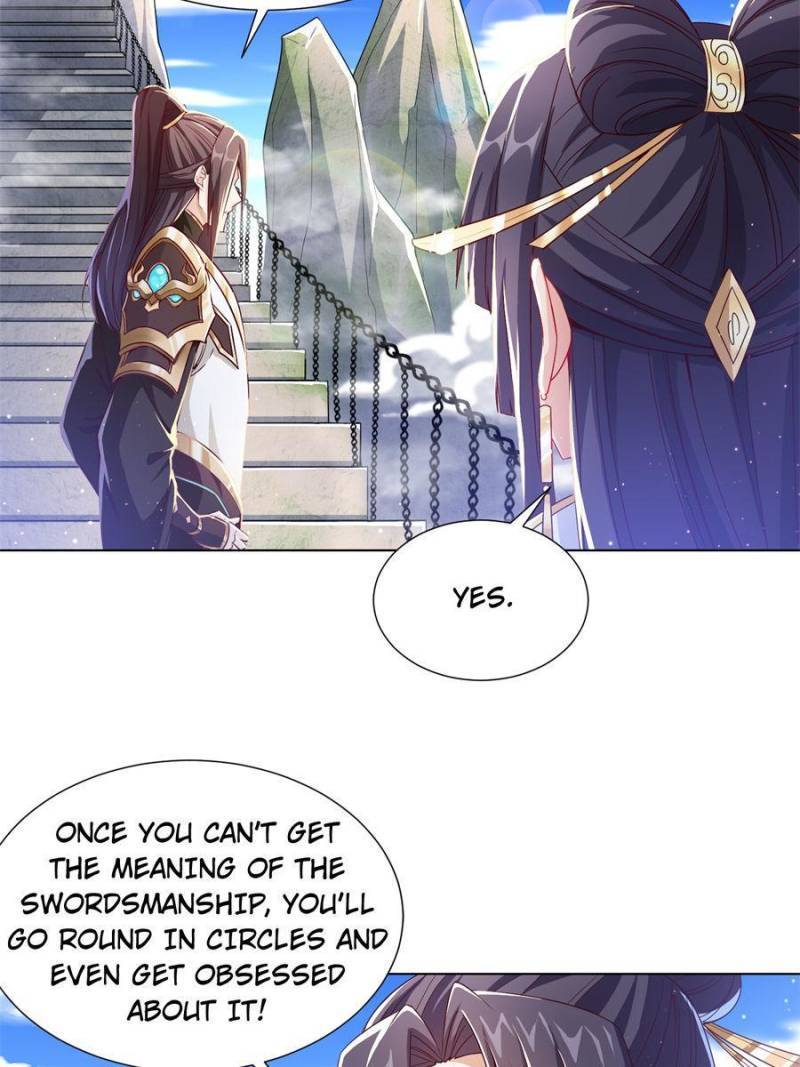 YES.
ONCE YOU CAN'T GET
THE MEANING OF THE
SWORDSMANSHIP, YOU'LL
GO ROUND IN CIRCLES AND
EVEN GET OBSESSED
ABOUT IT!